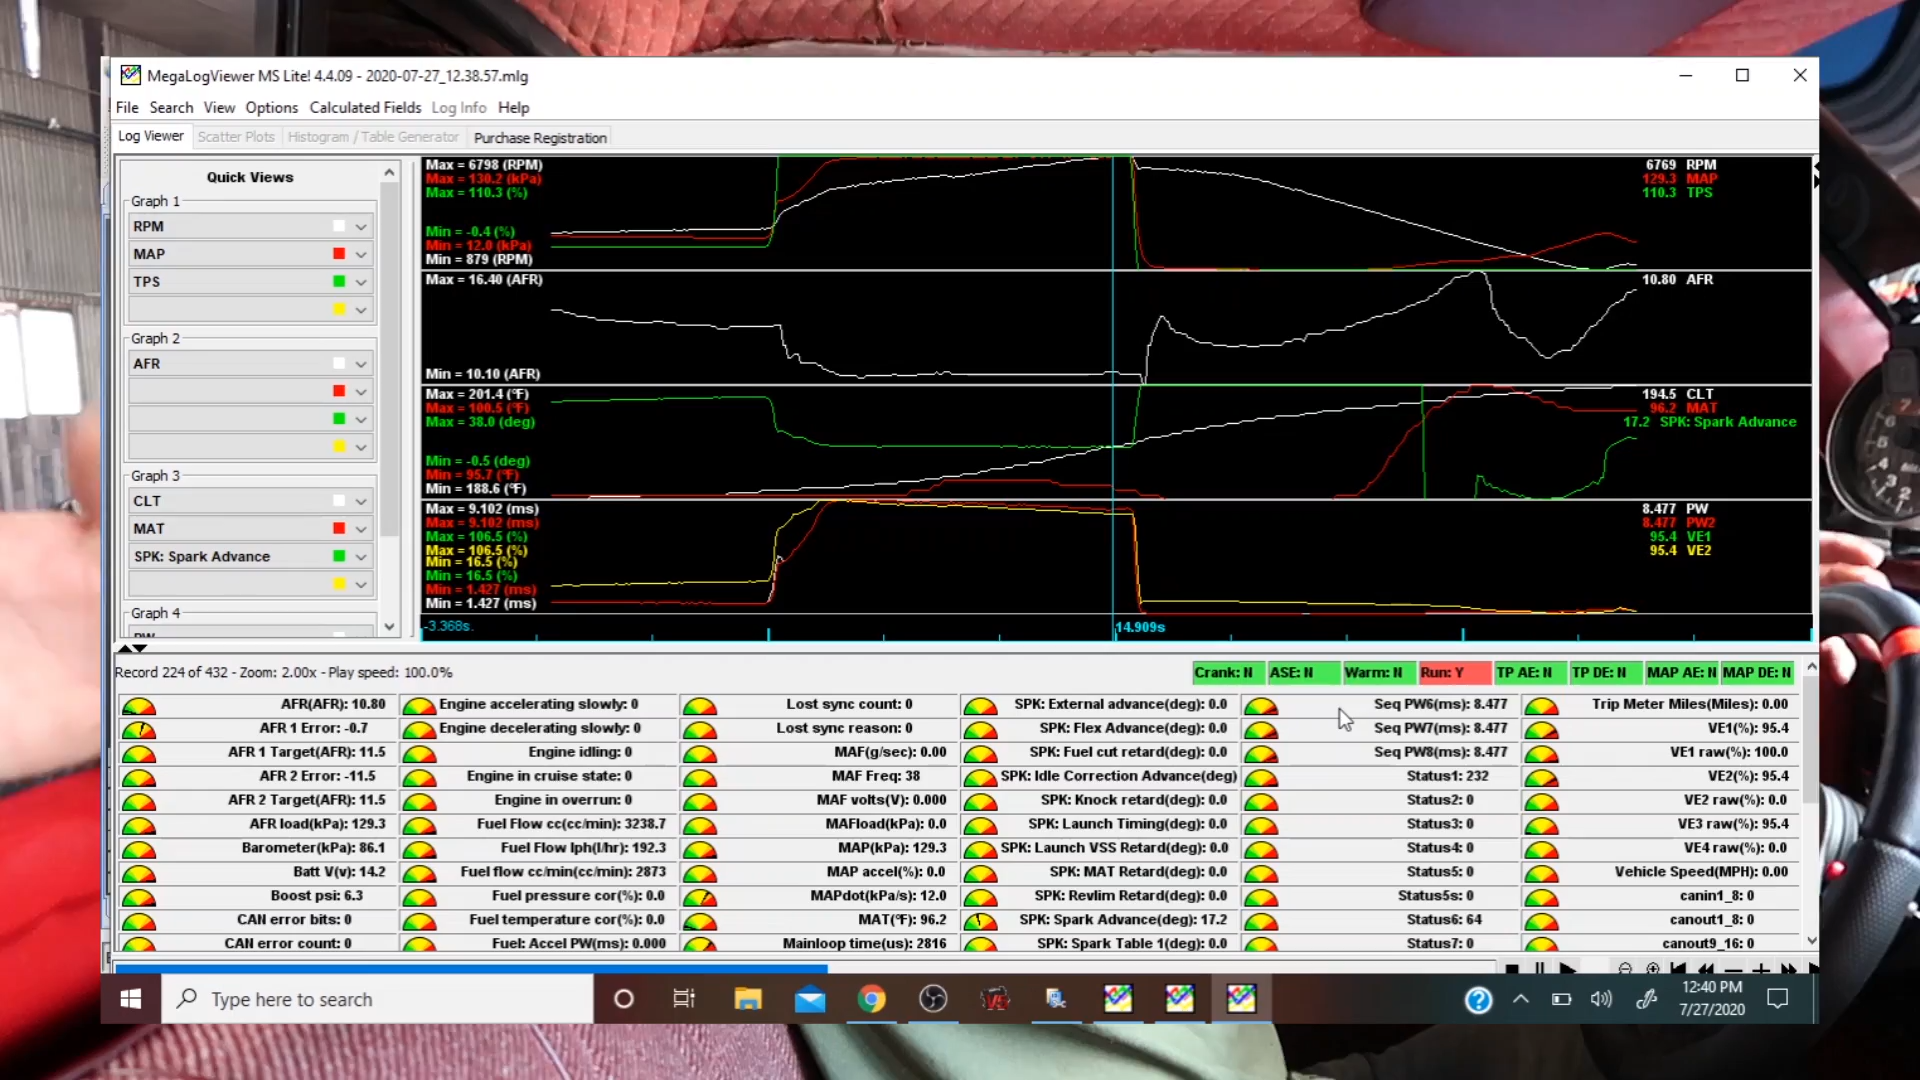 MegaLogViewer MS Lite! 4.4.09 - 2020-07-27_12.38.57.mlg
File Search View Options Calculated Fields Log Info Help
Log Viewer Scatter Plots Histogram / Table Generator Purchase Registration
Quick Views
Graph 1
RPM
MAP
TPS
Graph 2
AFR
Graph 3
CLT
MAT
SPK: Spark Advance
Graph 4
Max = 6798 (RPM)
Max = 130.2 (kPa)
Max = 110.3 (%)
Min = -0.4 (%)
Min = 12.0 (kPa)
Min = 879 (RPM)
6769 RPM
129.3 MAP
110.3 TPS
Max = 16.40 (AFR)
Min = 10.10 (AFR)
10.80 AFR
Max = 201.4 (°F)
Max = 100.5 (°F)
Max = 38.0 (deg)
Min = -0.5 (deg)
Min = 95.7 (°F)
Min = 188.6 (°F)
194.5 CLT
96.2 MAT
17.2 SPK: Spark Advance
Max = 9.102 (ms)
Max = 9.102 (ms)
Max = 106.5 (%)
Max = 106.5 (%)
Min = 16.5 (%)
Min = 16.5 (%)
Min = 1.427 (ms)
Min = 1.427 (ms)
8.477 PW
8.477 PW2
95.4 VE1
95.4 VE2
-3.368s. 14.909s
Record 224 of 432 - Zoom: 2.00x - Play speed: 100.0%
Crank: N ASE: N Warm: N Run: Y TP AE: N TP DE: N MAP AE: N MAP DE: N
AFR(AFR): 10.80 Engine accelerating slowly: 0 Lost sync count: 0 SPK: External advance(deg): 0.0 Seq PW6(ms): 8.477 Trip Meter Miles(Miles): 0.00
AFR 1 Error: -0.7 Engine decelerating slowly: 0 Lost sync reason: 0 SPK: Flex Advance(deg): 0.0 Seq PW7(ms): 8.477 VE1(%): 95.4
AFR 1 Target(AFR): 11.5 Engine idling: 0 MAF(g/sec): 0.00 SPK: Fuel cut retard(deg): 0.0 Seq PW8(ms): 8.477 VE1 raw(%): 100.0
AFR 2 Error: -11.5 Engine in cruise state: 0 MAF Freq: 38 SPK: Idle Correction Advance(deg) Status1: 232 VE2(%): 95.4
AFR 2 Target(AFR): 11.5 Engine in overrun: 0 MAF volts(V): 0.000 SPK: Knock retard(deg): 0.0 Status2: 0 VE2 raw(%): 0.0
AFR load(kPa): 129.3 Fuel Flow cc(cc/min): 3238.7 MAFload(kPa): 0.0 SPK: Launch Timing(deg): 0.0 Status3: 0 VE3 raw(%): 95.4
Barometer(kPa): 86.1 Fuel Flow lph(l/hr): 192.3 MAP(kPa): 129.3 SPK: Launch VSS Retard(deg): 0.0 Status4: 0 VE4 raw(%): 0.0
Batt V(v): 14.2 Fuel flow cc/min(cc/min): 2873 MAP accel(%): 0.0 SPK: MAT Retard(deg): 0.0 Status5: 0 Vehicle Speed(MPH): 0.00
Boost psi: 6.3 Fuel pressure cor(%): 0.0 MAPdot(kPa/s): 12.0 SPK: Revlim Retard(deg): 0.0 Status5s: 0 canin1_8: 0
CAN error bits: 0 Fuel temperature cor(%): 0.0 MAT(°F): 96.2 SPK: Spark Advance(deg): 17.2 Status6: 64 canout1_8: 0
CAN error count: 0 Fuel: Accel PW(ms): 0.000 Mainloop time(us): 2816 SPK: Spark Table 1(deg): 0.0 Status7: 0 canout9_16: 0
Type here to search
12:40 PM
7/27/2020